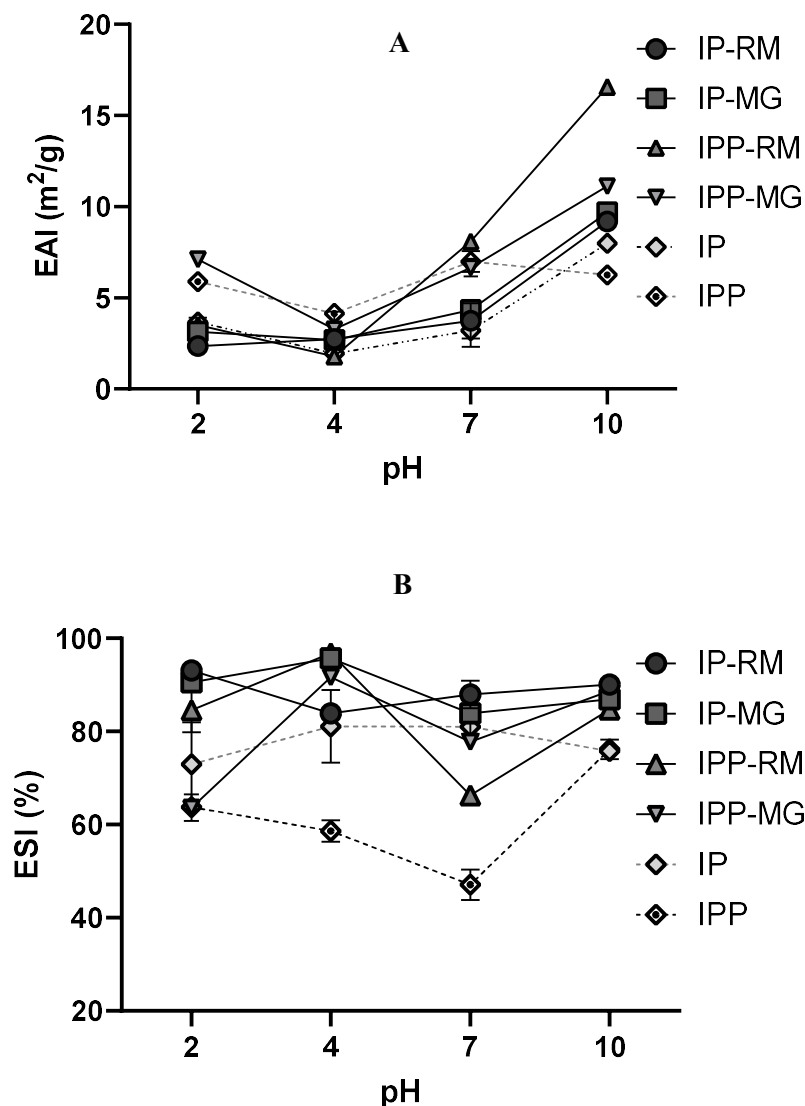 A
20
15
10
5
0
EAI (m²/g)
2 4 7 10
pH
IP-RM
IP-MG
IPP-RM
IPP-MG
IP
IPP
B
100
80
60
40
20
ESI (%)
2 4 7 10
pH
IP-RM
IP-MG
IPP-RM
IPP-MG
IP
IPP